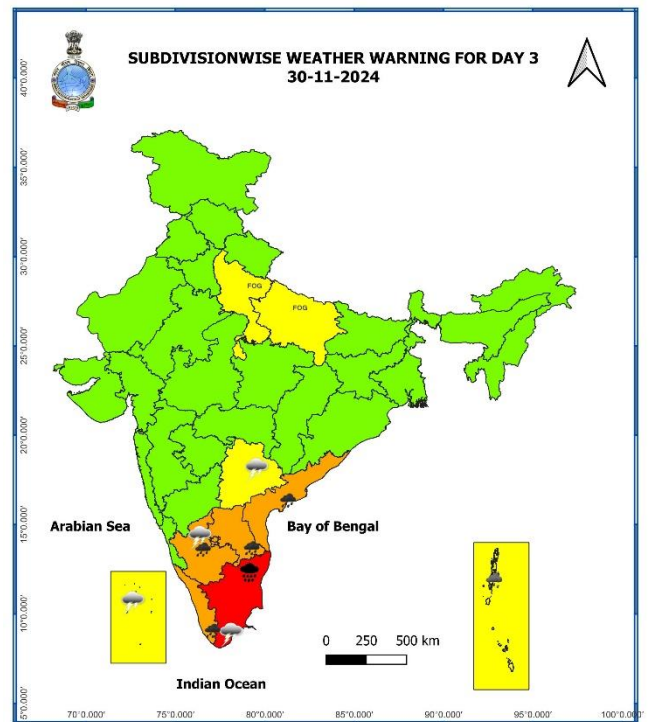 SUBDIVISIONWISE WEATHER WARNING FOR DAY 3
30-11-2024
40°0.000'
35°0.000'
30°0.000'
25°0.000'
20°0.000'
15°0.000'
10°0.000'
5°0.000'
FOG
FOG
Arabian Sea
Bay of Bengal
0 250 500 km
Indian Ocean
70°0.000' 75°0.000' 80°0.000' 85°0.000' 90°0.000' 95°0.000' 100°0.000'